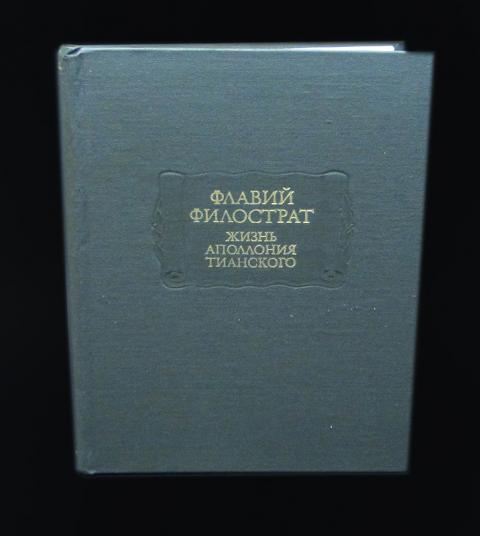 ФЛАВИЙ
ФИЛОСТРАТ
ЖИЗНЬ
АПОЛЛОНИЯ
ТИАНСКОГО